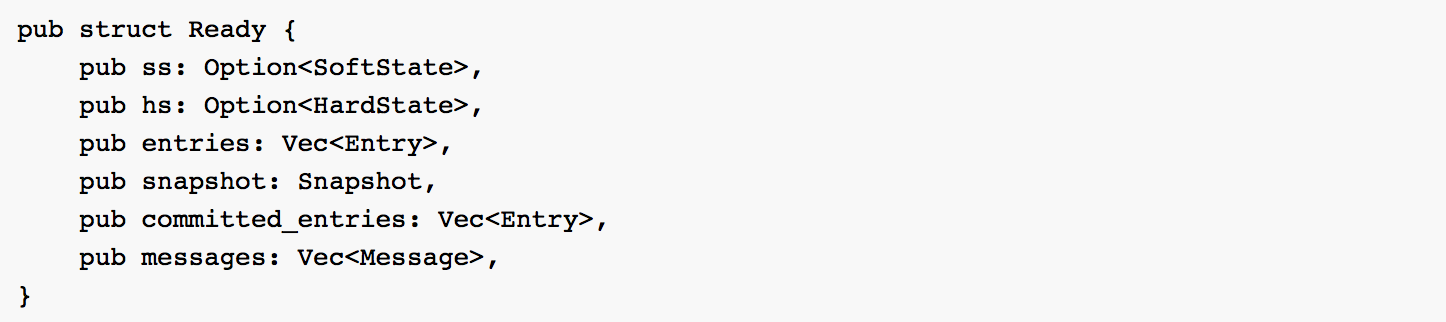 pub struct Ready {
    pub ss: Option<SoftState>,
    pub hs: Option<HardState>,
    pub entries: Vec<Entry>,
    pub snapshot: Snapshot,
    pub committed_entries: Vec<Entry>,
    pub messages: Vec<Message>,
}